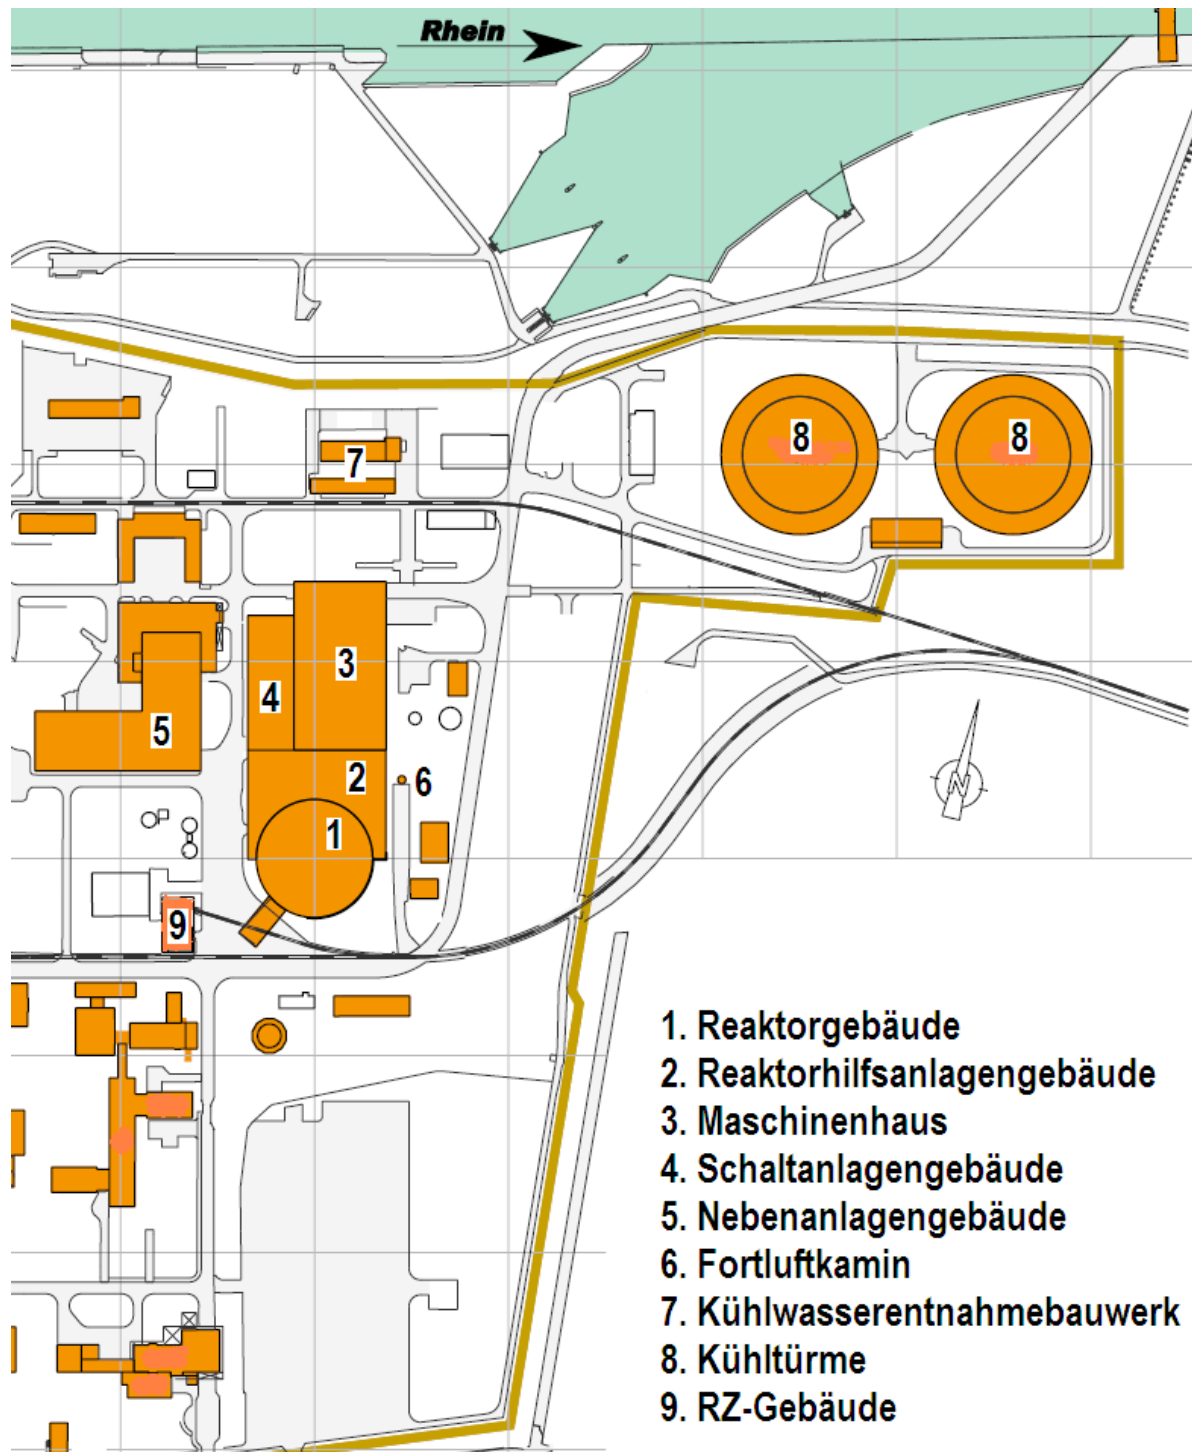 Rhein
8 8
7
3
4
5
2
6
1
9
N
1. Reaktorgebäude
2. Reaktorhilfsanlagengebäude
3. Maschinenhaus
4. Schaltanlagengebäude
5. Nebenanlagengebäude
6. Fortluftkamin
7. Kühlwasserentnahmebauwerk
8. Kühltürme
9. RZ-Gebäude